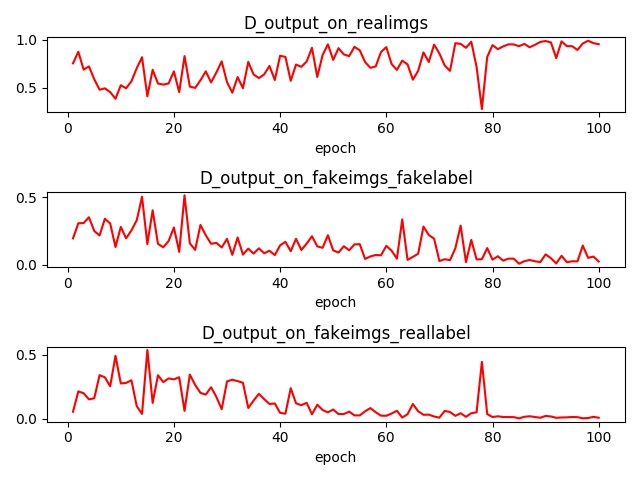 D_output_on_realimgs
1.0
0.5
0 20 40 60 80 100
epoch
D_output_on_fakeimgs_fakelabel
0.5
0.0
0 20 40 60 80 100
epoch
D_output_on_fakeimgs_reallabel
0.5
0.0
0 20 40 60 80 100
epoch